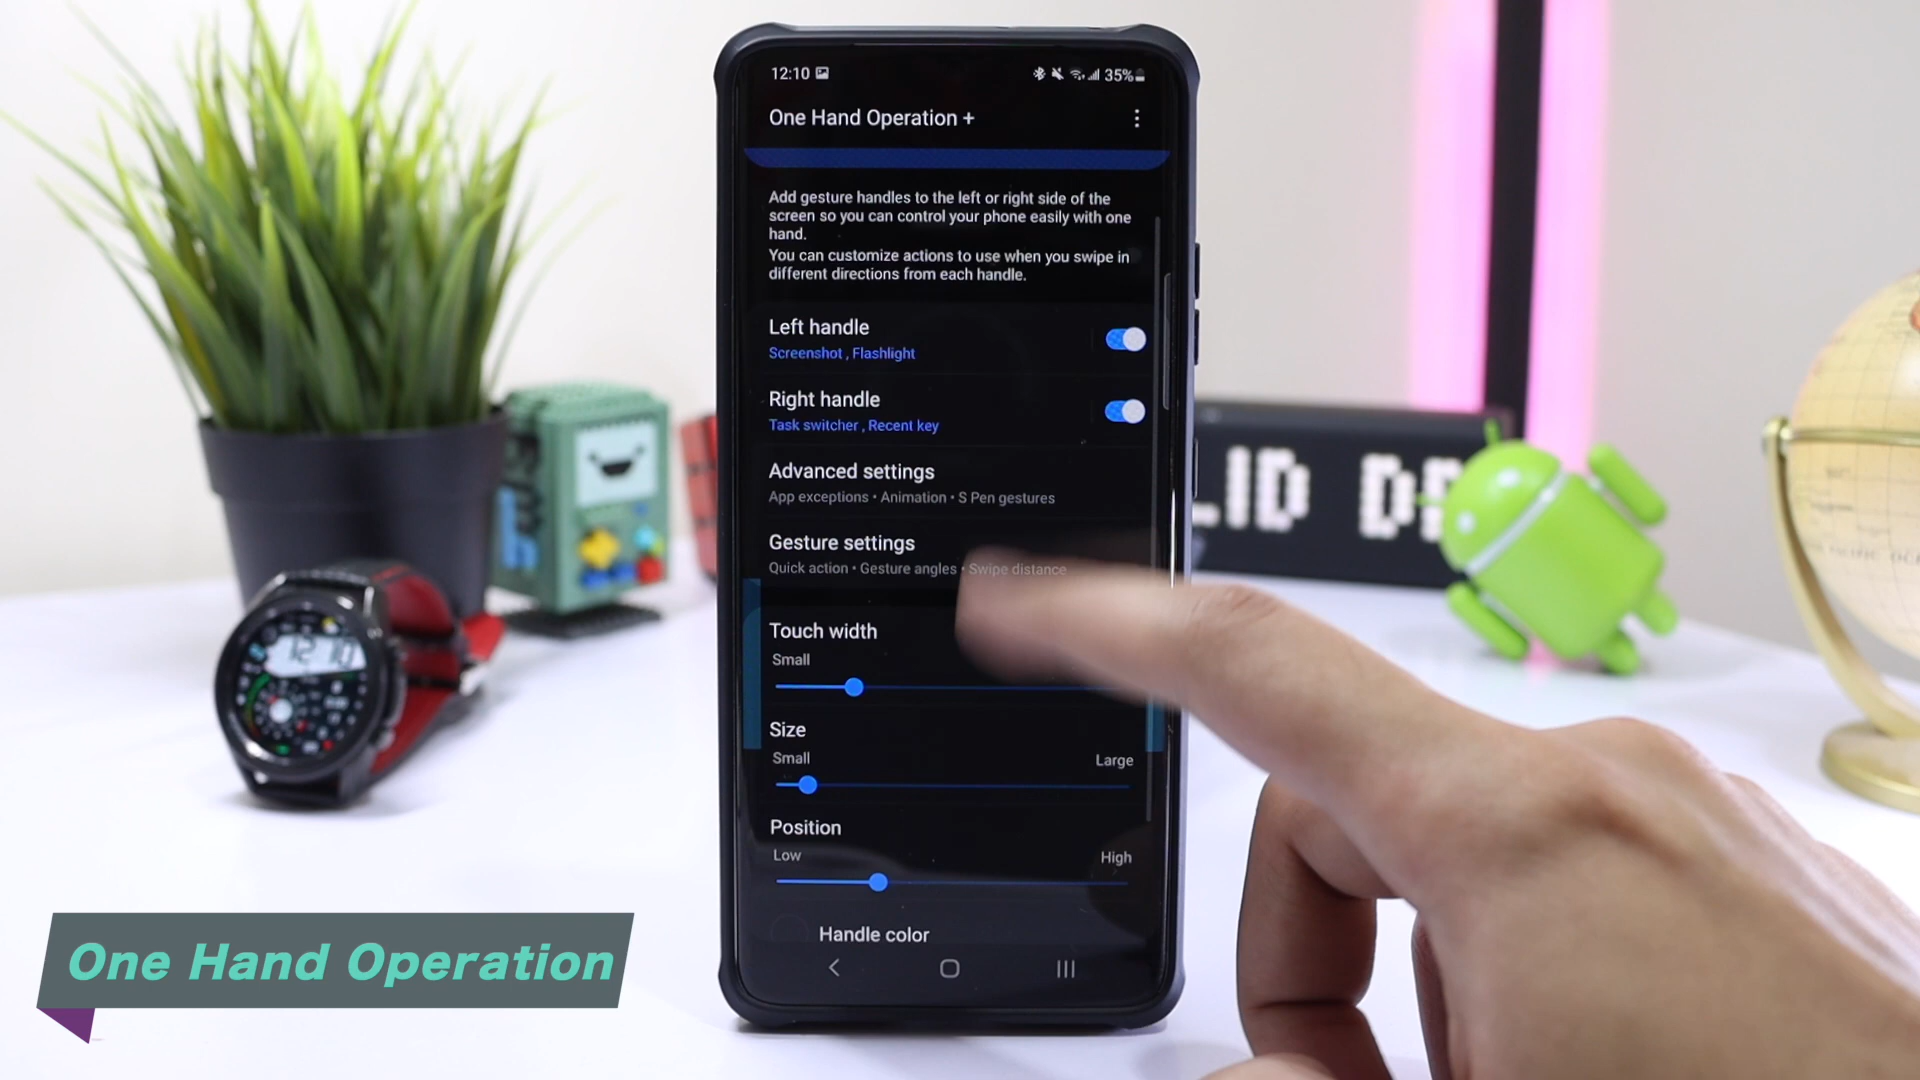 12:10
35%
One Hand Operation +
Add gesture handles to the left or right side of the
screen so you can control your phone easily with one
hand.
You can customize actions to use when you swipe in
different directions from each handle.
Left handle
Screenshot , Flashlight
Right handle
Task switcher , Recent key
Advanced settings
App exceptions • Animation • S Pen gestures
Gesture settings
Quick action • Gesture angles • Swipe distance
Touch width
Small
Size
Small Large
Position
Low High
Handle color
12 10
One Hand Operation